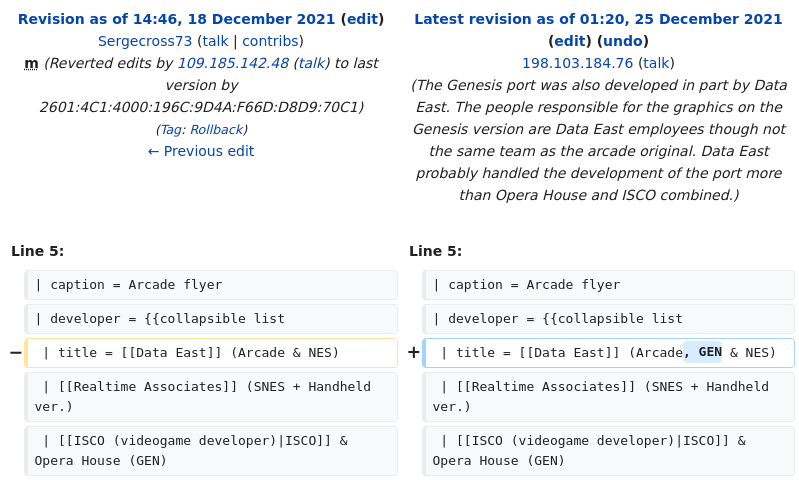 Revision as of 14:46, 18 December 2021 (edit)
Sergecross73 (talk | contribs)
m (Reverted edits by 109.185.142.48 (talk) to last
version by
2601:4C1:4000:196C:9D4A:F66D:D8D9:70C1)
(Tag: Rollback)
← Previous edit
Latest revision as of 01:20, 25 December 2021
(edit) (undo)
198.103.184.76 (talk)
(The Genesis port was also developed in part by Data
East. The people responsible for the graphics on the
Genesis version are Data East employees though not
the same team as the arcade original. Data East
probably handled the development of the port more
than Opera House and ISCO combined.)
Line 5:
| caption = Arcade flyer
| developer = {{collapsible list
− | title = [[Data East]] (Arcade & NES)
| [[Realtime Associates]] (SNES + Handheld
ver.)
| [[ISCO (videogame developer)|ISCO]] &
Opera House (GEN)
Line 5:
| caption = Arcade flyer
| developer = {{collapsible list
+ | title = [[Data East]] (Arcade, GEN & NES)
| [[Realtime Associates]] (SNES + Handheld
ver.)
| [[ISCO (videogame developer)|ISCO]] &
Opera House (GEN)